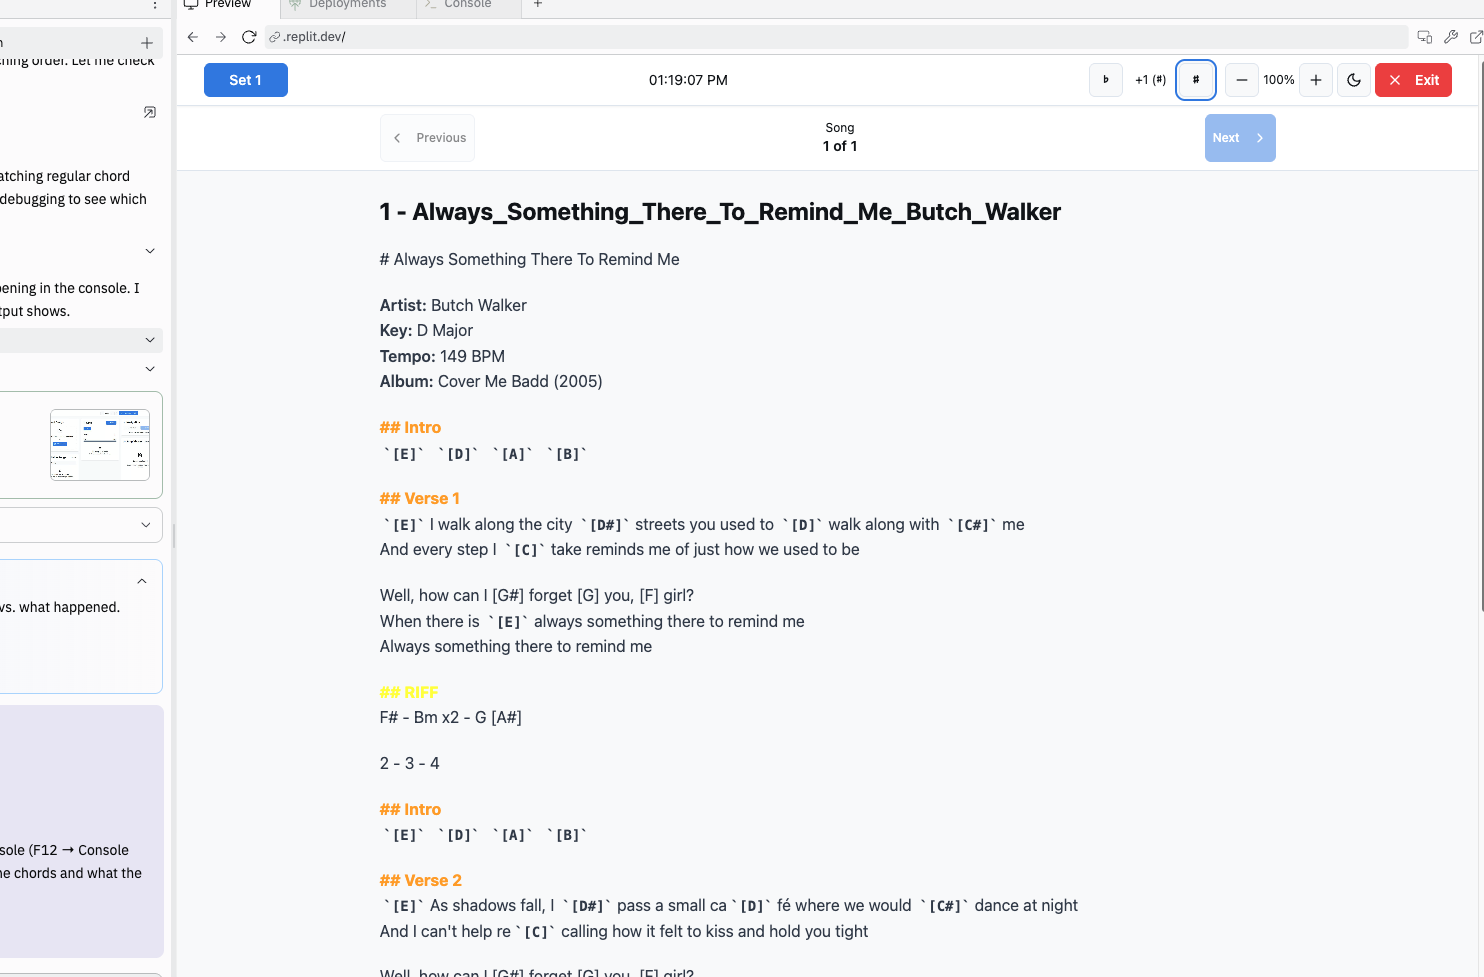 Preview
Deployments
Console
n
.replit.dev/
ching order. Let me check
Set 1
01:19:07 PM
♭
+1 (♯)
♯
100%
Exit
Previous
Song
1 of 1
Next
atching regular chord
debugging to see which
ening in the console. I
tput shows.
vs. what happened.
sole (F12 → Console
ne chords and what the
1 - Always_Something_There_To_Remind_Me_Butch_Walker
# Always Something There To Remind Me
Artist: Butch Walker
Key: D Major
Tempo: 149 BPM
Album: Cover Me Badd (2005)
## Intro
`[E]` `[D]` `[A]` `[B]`
## Verse 1
`[E]` I walk along the city `[D#]` streets you used to `[D]` walk along with `[C#]` me
And every step I `[C]` take reminds me of just how we used to be
Well, how can I [G#] forget [G] you, [F] girl?
When there is `[E]` always something there to remind me
Always something there to remind me
## RIFF
F# - Bm x2 - G [A#]
2 - 3 - 4
## Intro
`[E]` `[D]` `[A]` `[B]`
## Verse 2
`[E]` As shadows fall, I `[D#]` pass a small ca `[D]` fé where we would `[C#]` dance at night
And I can't help re `[C]` calling how it felt to kiss and hold you tight
Well, how can I [G#] forget [G] you, [F] girl?